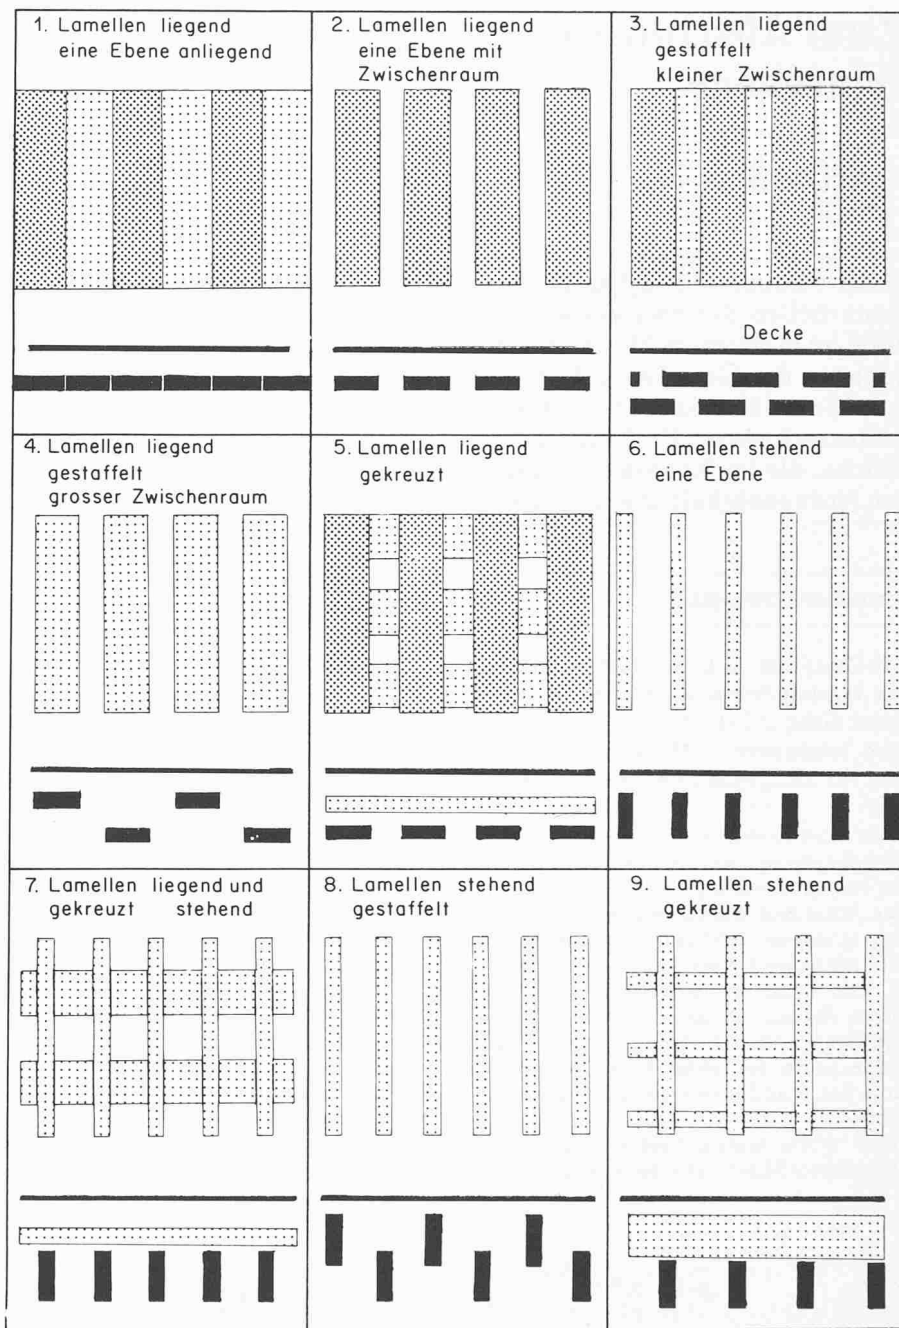 1. Lamellen liegend
eine Ebene anliegend
2. Lamellen liegend
eine Ebene mit
Zwischenraum
3. Lamellen liegend
gestaffelt
kleiner Zwischenraum
Decke
4. Lamellen liegend
gestaffelt
grosser Zwischenraum
5. Lamellen liegend
gekreuzt
6. Lamellen stehend
eine Ebene
7. Lamellen liegend und
gekreuzt stehend
8. Lamellen stehend
gestaffelt
9. Lamellen stehend
gekreuzt